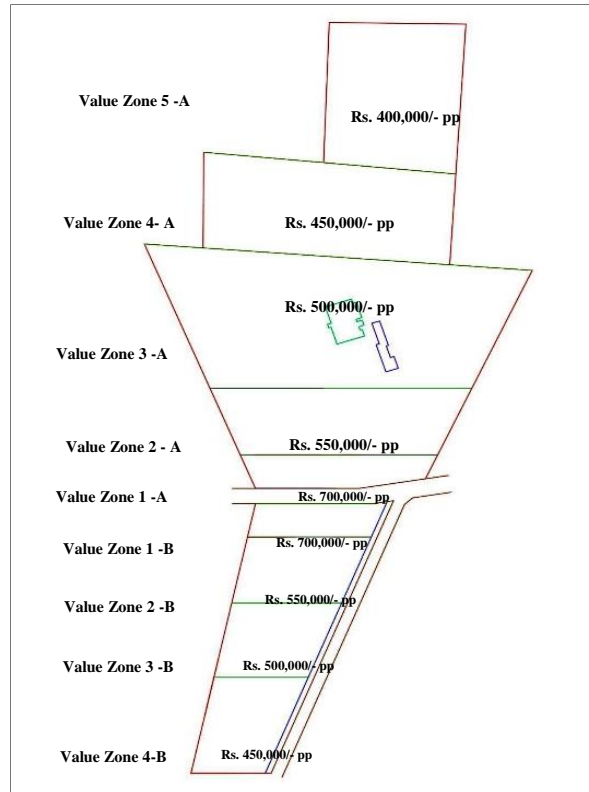 Value Zone 5 -A
Rs. 400,000/- pp
Value Zone 4- A
Rs. 450,000/- pp
Rs. 500,000/- pp
Value Zone 3 -A
Value Zone 2 - A
Rs. 550,000/- pp
Value Zone 1 -A
Rs. 700,000/- pp
Value Zone 1 -B
Rs. 700,000/- pp
Value Zone 2 -B
Rs. 550,000/- pp
Value Zone 3 -B
Rs. 500,000/- pp
Value Zone 4-B
Rs. 450,000/- pp